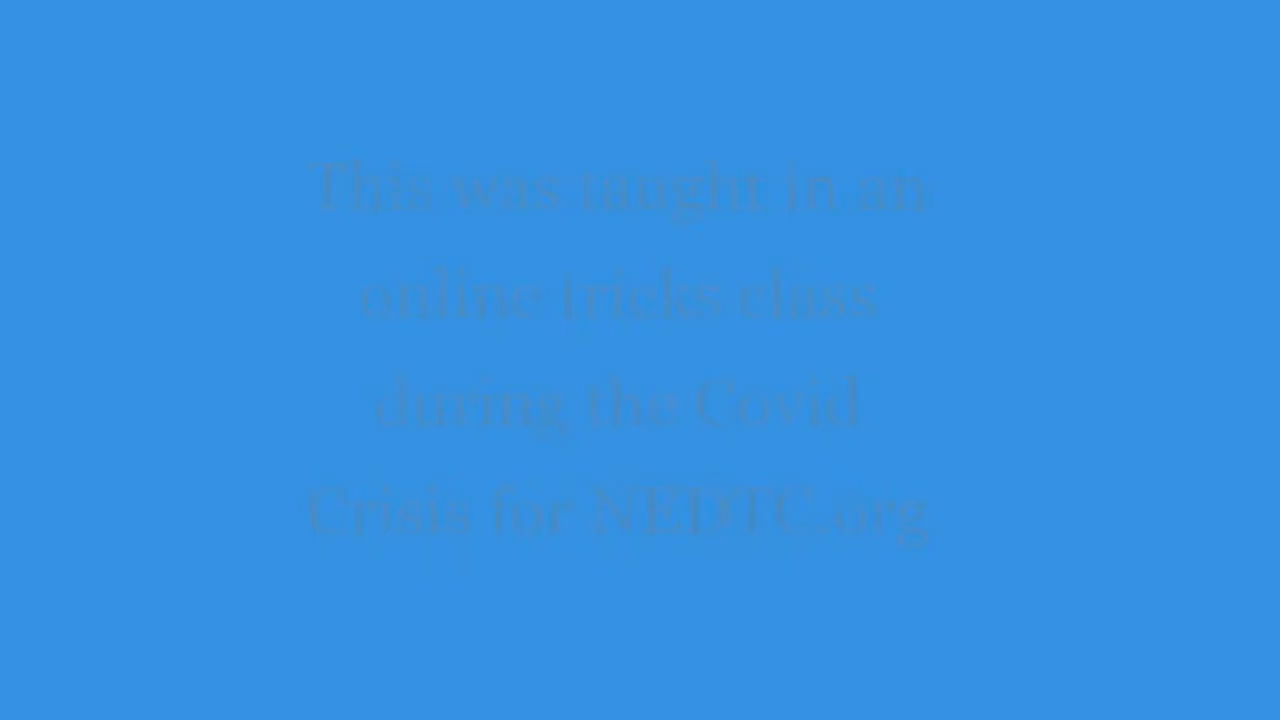 This was taught in an
online tricks class
during the Covid
Crisis for NEDTC.org